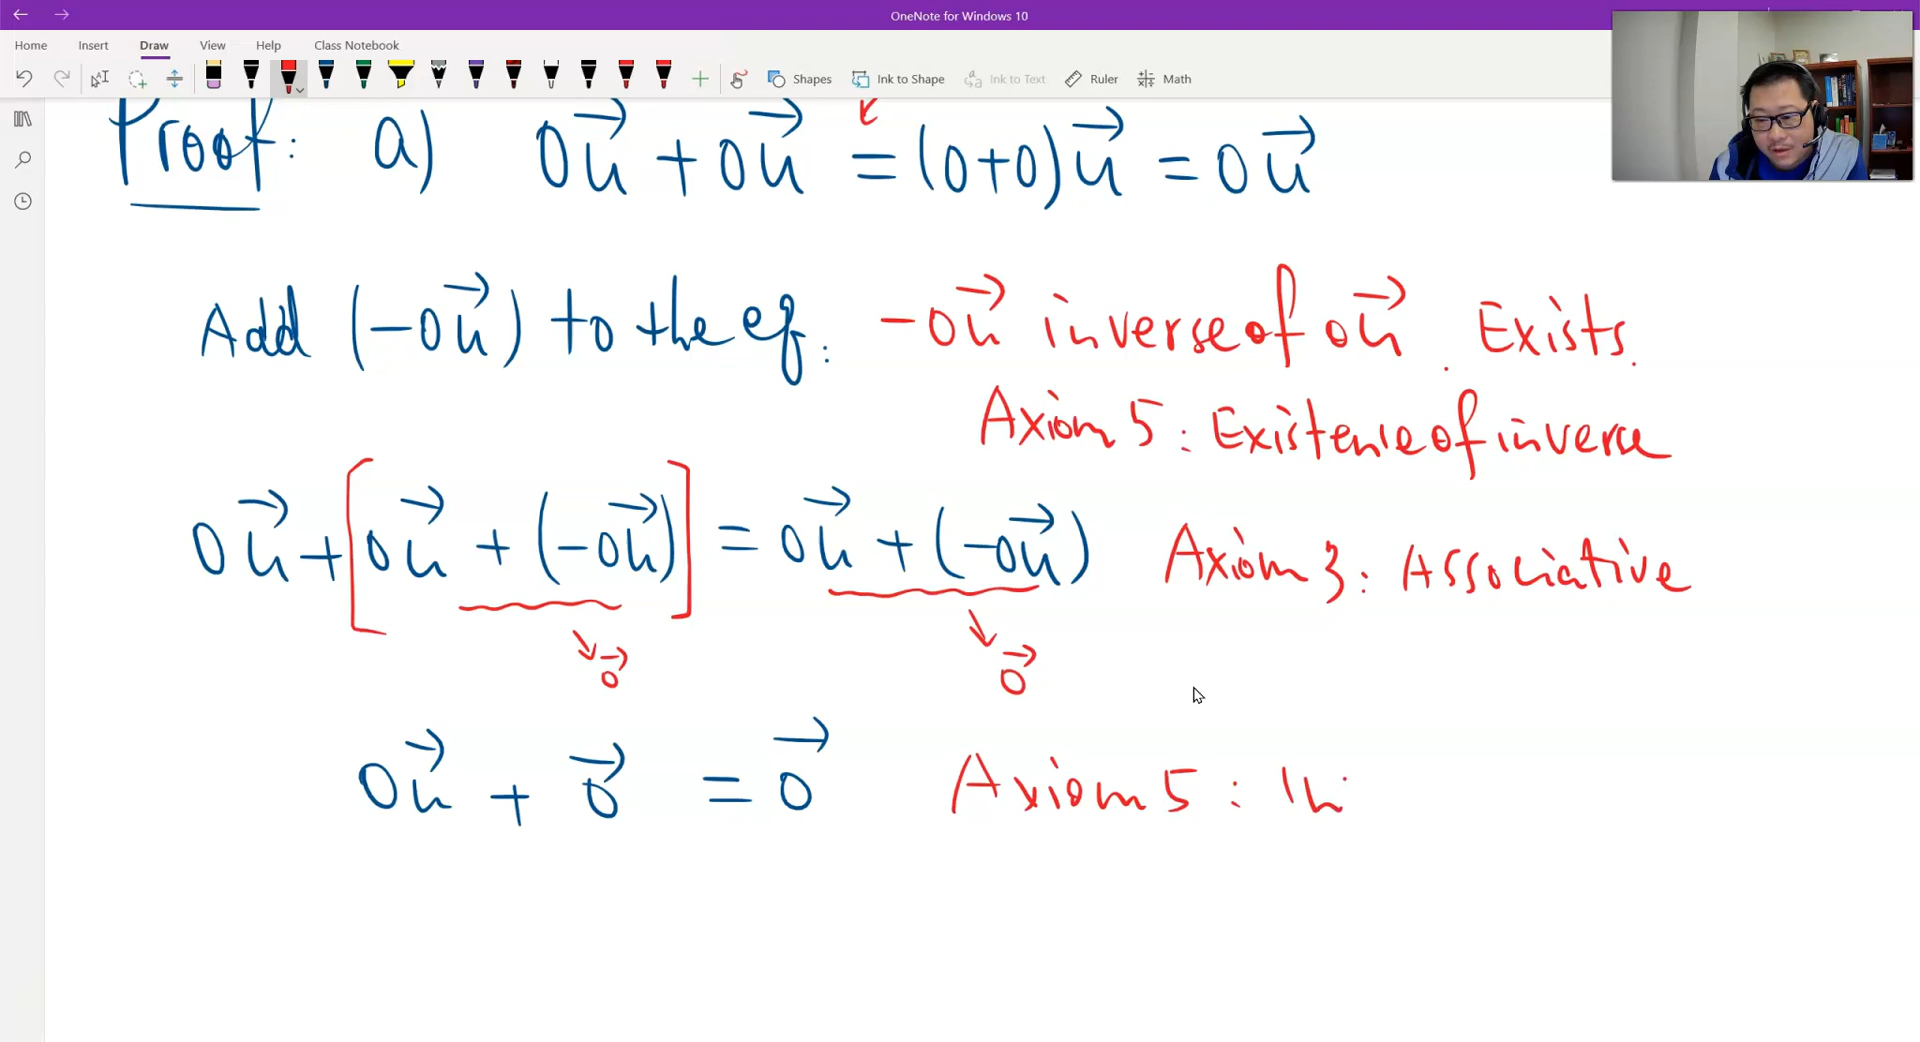 OneNote for Windows 10
Home Insert Draw View Help Class Notebook
Shapes Ink to Shape Ink to Text Ruler Math
Proof: a) 0u⃗ + 0u⃗ = (0+0)u⃗ = 0u⃗
Add (-0u⃗) to the eq: -0u⃗ inverse of 0u⃗. Exists.
Axiom 5: Existence of inverse
0u⃗ + [0u⃗ + (-0u⃗)] = 0u⃗ + (-0u⃗) Axiom 3: Associative
↘0⃗ ↘0⃗
0u⃗ + 0⃗ = 0⃗ Axiom 5: In